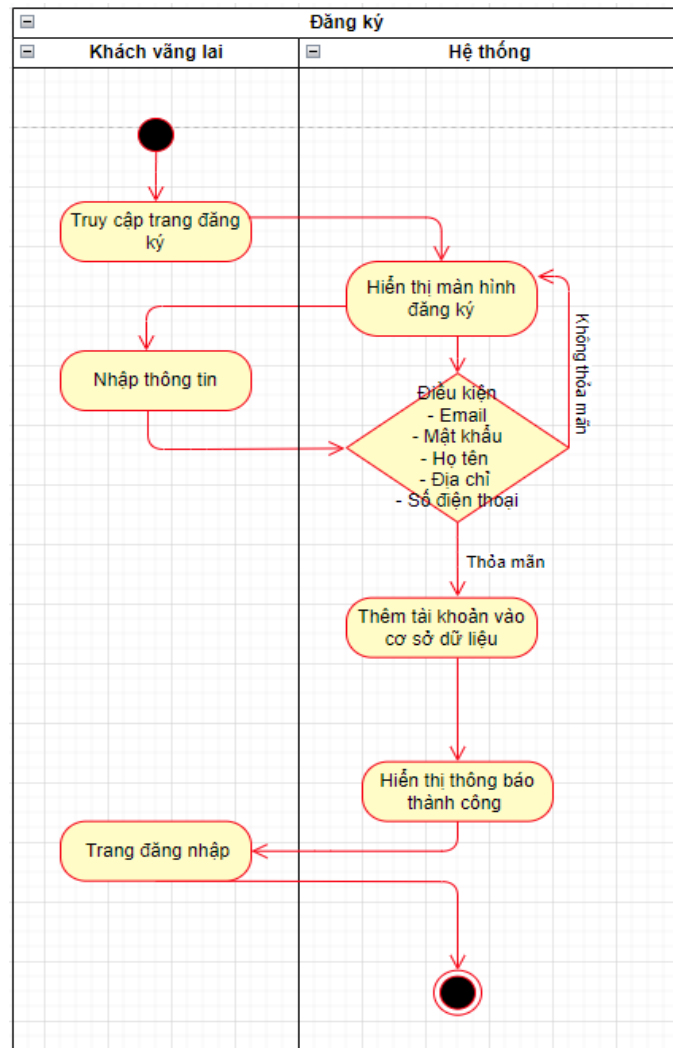 Đăng ký
Khách vãng lai
Hệ thống
Truy cập trang đăng
ký
Hiển thị màn hình
đăng ký
Không thỏa mãn
Nhập thông tin
Điều kiện
- Email
- Mật khẩu
- Họ tên
- Địa chỉ
- Số điện thoại
Thỏa mãn
Thêm tài khoản vào
cơ sở dữ liệu
Hiển thị thông báo
thành công
Trang đăng nhập